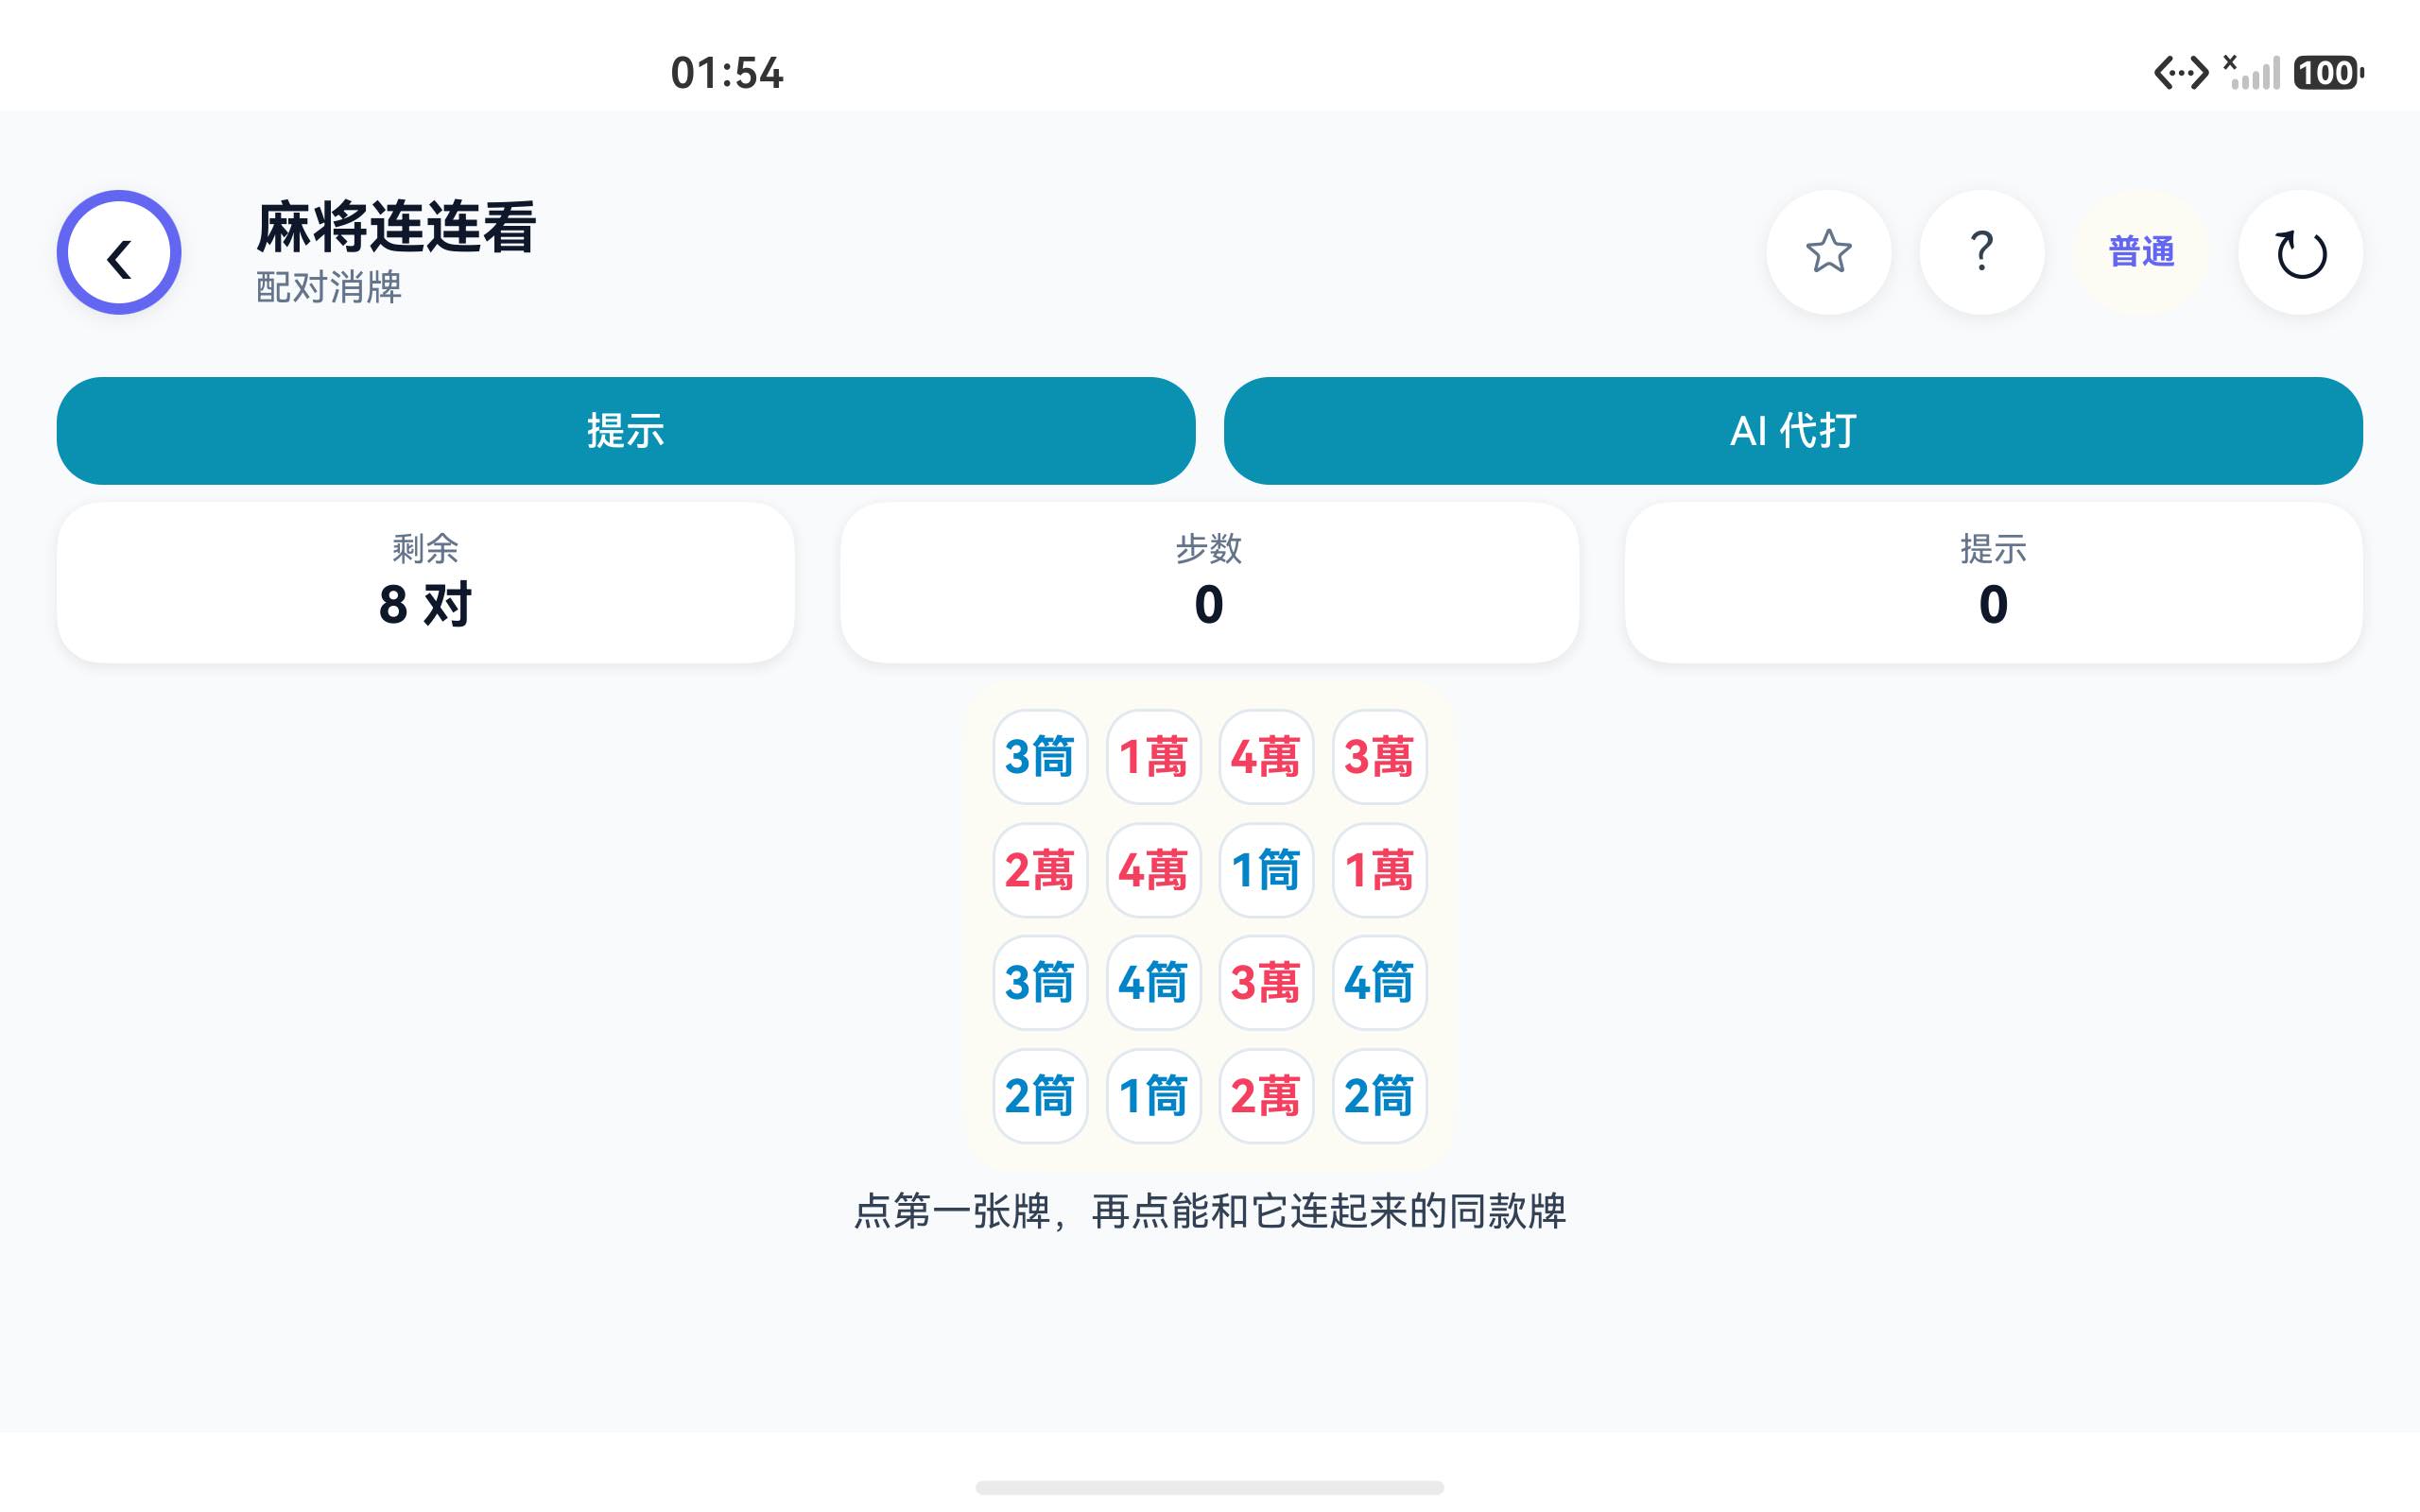 01:54
100
麻将连连看
配对消牌
?
普通
提示
AI 代打
剩余
8 对
步数
0
提示
0
3筒 1萬 4萬 3萬
2萬 4萬 1筒 1萬
3筒 4筒 3萬 4筒
2筒 1筒 2萬 2筒
点第一张牌，再点能和它连起来的同款牌